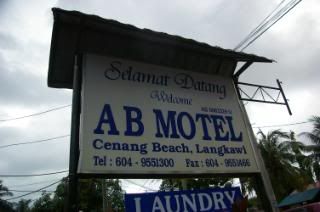 Selamat Datang
Welcome
AB MOTEL
Cenang Beach, Langkawi
Tel : 604 - 9551300 Fax : 604 - 9551466
LAUNDRY